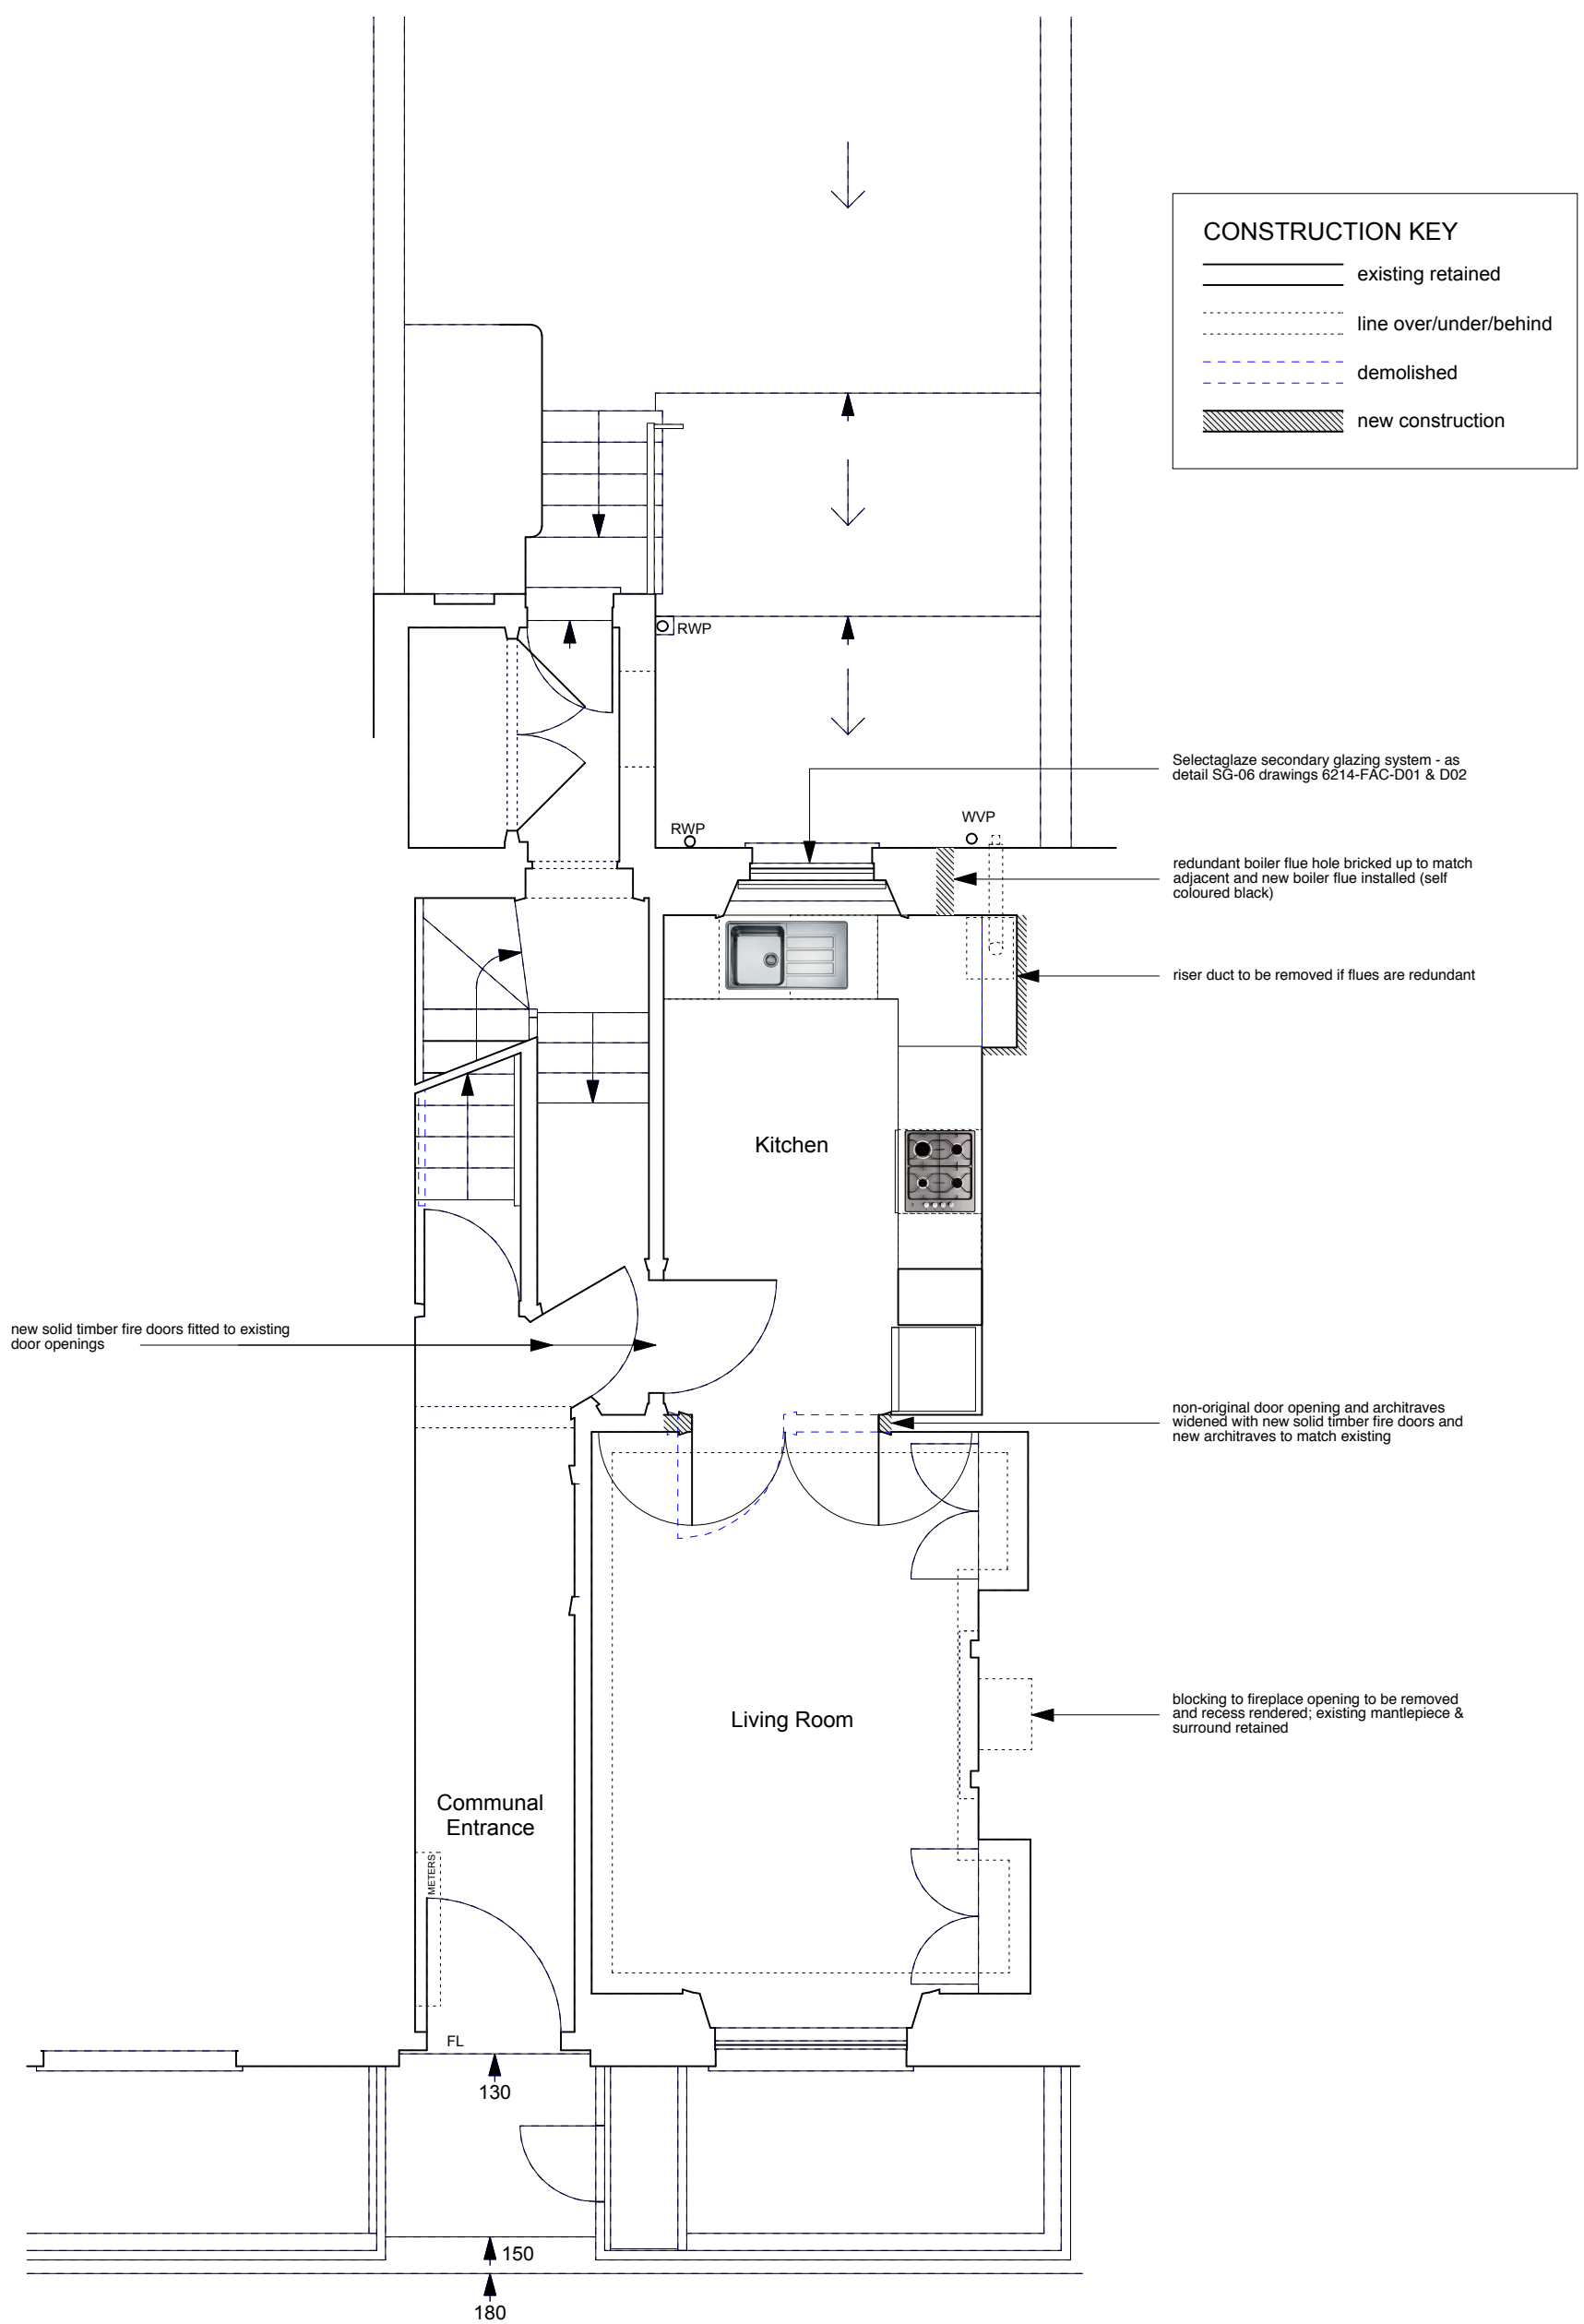 CONSTRUCTION KEY
existing retained
line over/under/behind
demolished
new construction
RWP
Selectaglaze secondary glazing system - as
detail SG-06 drawings 6214-FAC-D01 & D02
RWP
WVP
redundant boiler flue hole bricked up to match
adjacent and new boiler flue installed (self
coloured black)
riser duct to be removed if flues are redundant
Kitchen
new solid timber fire doors fitted to existing
door openings
non-original door opening and architraves
widened with new solid timber fire doors and
new architraves to match existing
blocking to fireplace opening to be removed
and recess rendered; existing mantlepiece &
surround retained
Living Room
Communal
Entrance
METERS
FL
130
150
180